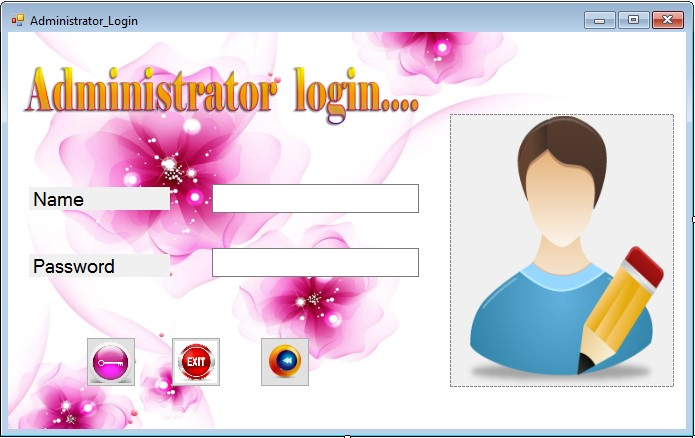 Administrator_Login
Administrator login....
Name
Password
EXIT